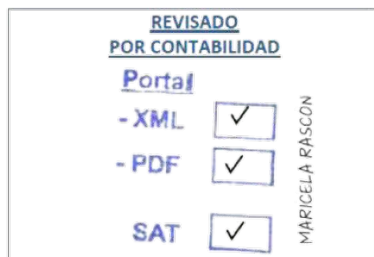 REVISADO
POR CONTABILIDAD
Portal
- XML ✓
- PDF ✓
SAT ✓
MARICELA RASCON